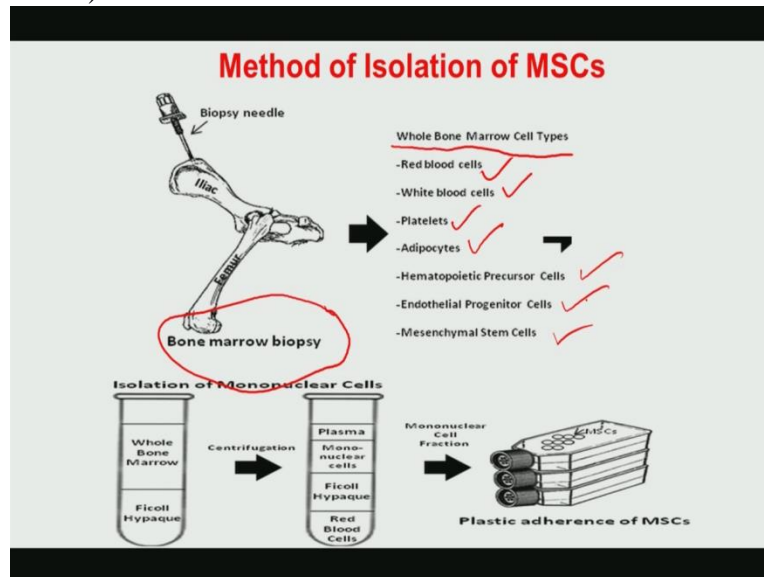 Method of Isolation of MSCs
Biopsy needle
Iliac
Femur
Bone marrow biopsy
Whole Bone Marrow Cell Types
-Red blood cells
-White blood cells
-Platelets
-Adipocytes
-Hematopoietic Precursor Cells
-Endothelial Progenitor Cells
-Mesenchymal Stem Cells
Isolation of Mononuclear Cells
Whole
Bone
Marrow
Ficoll
Hypaque
Centrifugation
Plasma
Mono-
nuclear
cells
Ficoll
Hypaque
Red
Blood
Cells
Mononuclear
Cell
Fraction
MSCs
Plastic adherence of MSCs